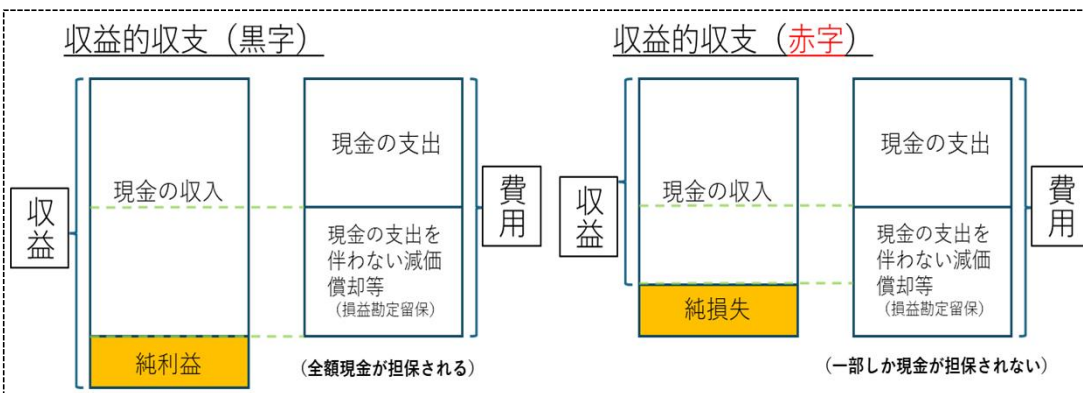 収益的収支（黒字）
収益
現金の収入
純利益
現金の支出
現金の支出を
伴わない減価
償却等
（損益勘定留保）
費用
（全額現金が担保される）
収益的収支（赤字）
収益
現金の収入
純損失
現金の支出
現金の支出を
伴わない減価
償却等
（損益勘定留保）
費用
（一部しか現金が担保されない）